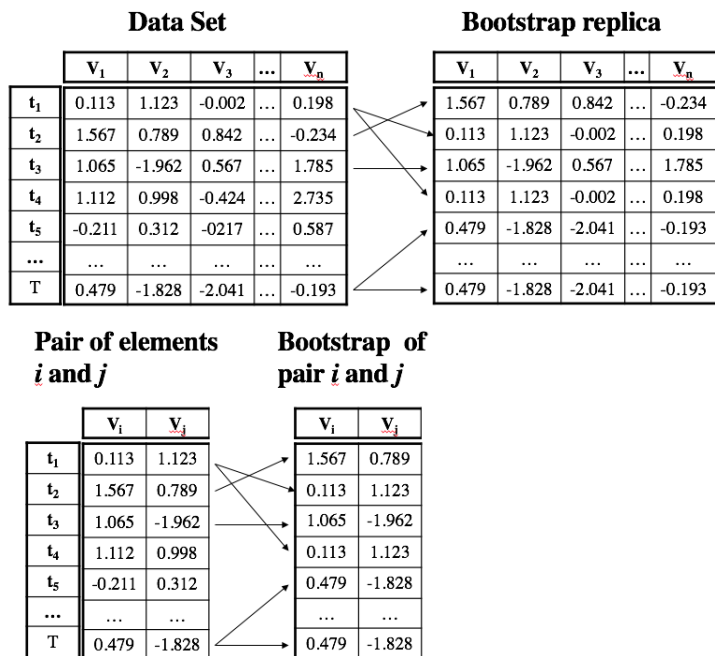 Data Set Bootstrap replica
V1 V2 V3 ... Vn V1 V2 V3 ... Vn
t1 0.113 1.123 -0.002 ... 0.198 1.567 0.789 0.842 ... -0.234
t2 1.567 0.789 0.842 ... -0.234 0.113 1.123 -0.002 ... 0.198
t3 1.065 -1.962 0.567 ... 1.785 1.065 -1.962 0.567 ... 1.785
t4 1.112 0.998 -0.424 ... 2.735 0.113 1.123 -0.002 ... 0.198
t5 -0.211 0.312 -0217 ... 0.587 0.479 -1.828 -2.041 ... -0.193
... ... ... ... ... ... ... ... ... ... ...
T 0.479 -1.828 -2.041 ... -0.193 0.479 -1.828 -2.041 ... -0.193
Pair of elements Bootstrap of
i and j pair i and j
Vi Vj Vi Vj
t1 0.113 1.123 1.567 0.789
t2 1.567 0.789 0.113 1.123
t3 1.065 -1.962 1.065 -1.962
t4 1.112 0.998 0.113 1.123
t5 -0.211 0.312 0.479 -1.828
... ... ... ... ...
T 0.479 -1.828 0.479 -1.828